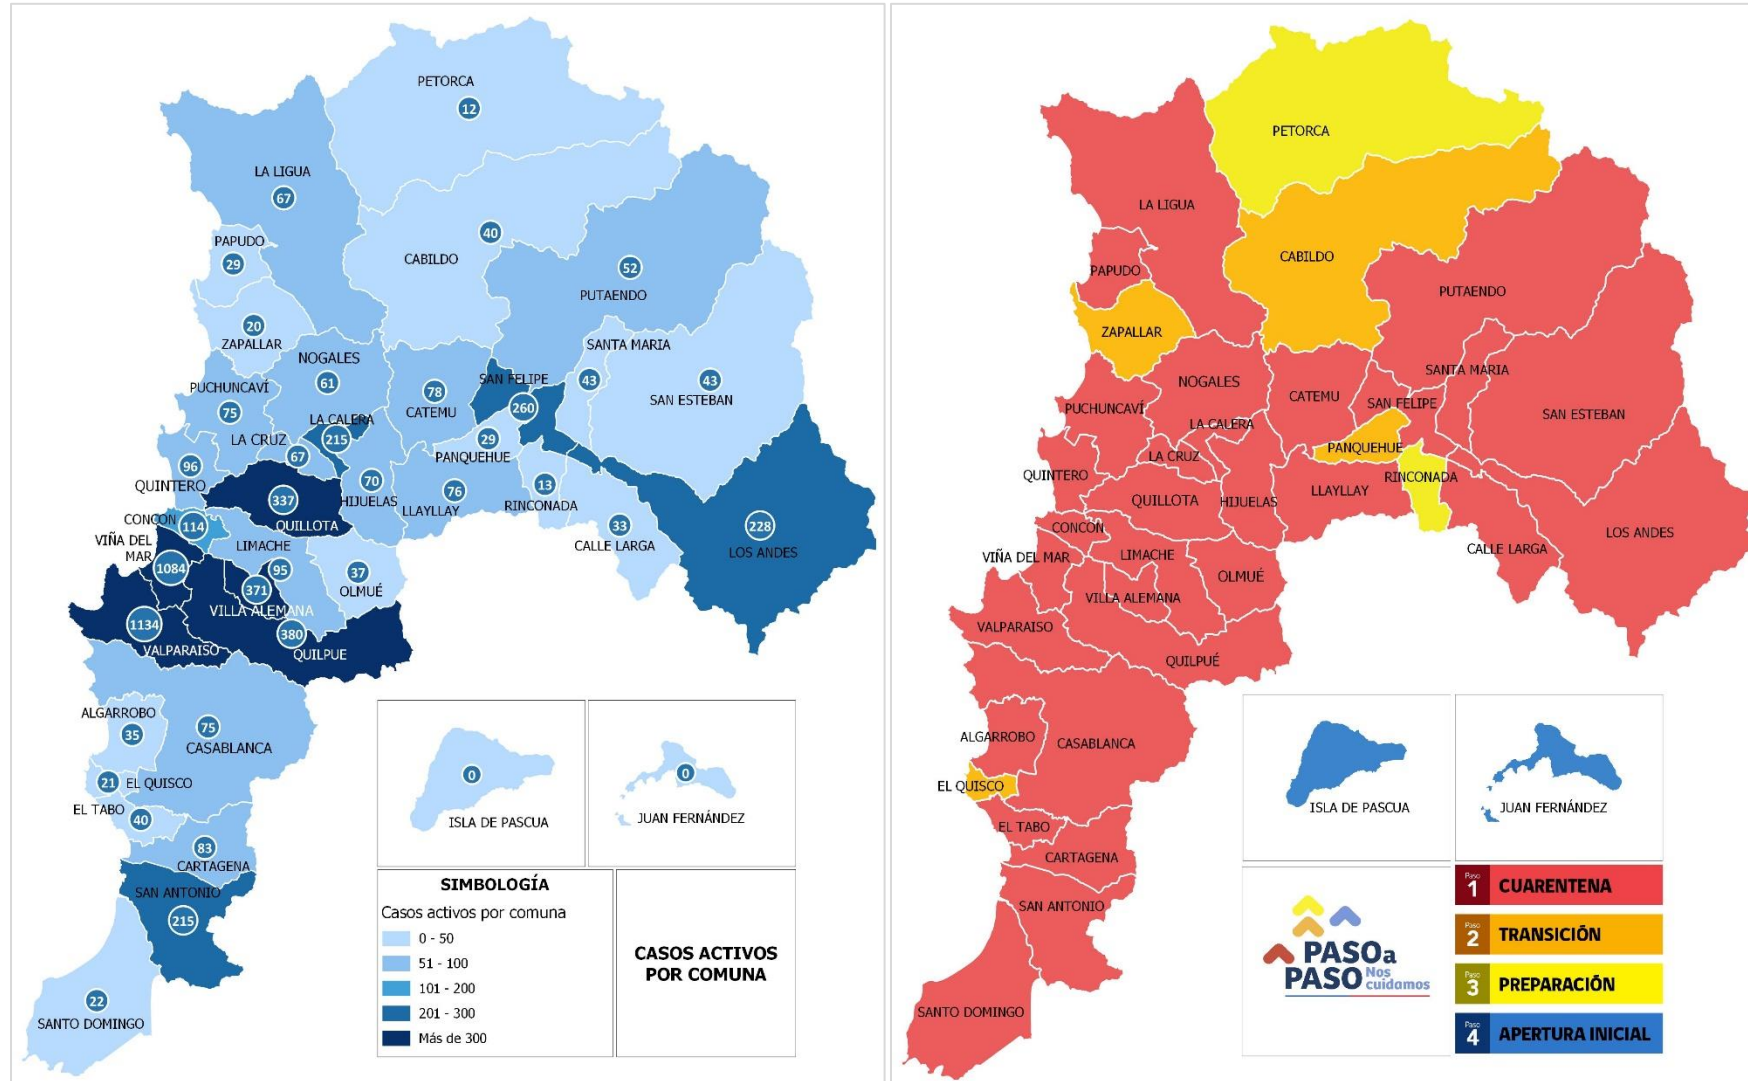 PETORCA
12
LA LIGUA
67
PAPUDO
29
40
CABILDO
52
PUTAENDO
20
ZAPALLAR
NOGALES
61
SANTA MARIA
43
43
SAN ESTEBAN
PUCHUNCAVÍ
75
78
CATEMU
SAN FELIPE
260
LA CALERA
215
LA CRUZ
67
29
PANQUEHUE
96
QUINTERO
70
HIJUELAS
76
LLAYLLAY
13
RINCONADA
337
QUILLOTA
33
CALLE LARGA
228
LOS ANDES
CONCON
114
VIÑA DEL
MAR
1084
LIMACHE
95
37
OLMUÉ
371
VILLA ALEMANA
1134
VALPARAISO
380
QUILPUE
ALGARROBO
35
75
CASABLANCA
21
EL QUISCO
EL TABO
40
83
CARTAGENA
SAN ANTONIO
215
22
SANTO DOMINGO
0
ISLA DE PASCUA
0
JUAN FERNÁNDEZ
SIMBOLOGÍA
Casos activos por comuna
0 - 50
51 - 100
101 - 200
201 - 300
Más de 300
CASOS ACTIVOS
POR COMUNA
PETORCA
LA LIGUA
CABILDO
PAPUDO
PUTAENDO
ZAPALLAR
SANTA MARIA
NOGALES
CATEMU
SAN FELIPE
SAN ESTEBAN
PUCHUNCAVÍ
LA CALERA
PANQUEHUE
LA CRUZ
QUINTERO
RINCONADA
LLAYLLAY
QUILLOTA
HIJUELAS
CONCÓN
LOS ANDES
CALLE LARGA
VIÑA DEL MAR
LIMACHE
OLMUÉ
VILLA ALEMANA
VALPARAISO
QUILPUÉ
ALGARROBO
CASABLANCA
EL QUISCO
EL TABO
CARTAGENA
SAN ANTONIO
SANTO DOMINGO
ISLA DE PASCUA
JUAN FERNÁNDEZ
PASO a
PASO Nos
cuidamos
Paso
1 CUARENTENA
Paso
2 TRANSICIÓN
Paso
3 PREPARACIÓN
Paso
4 APERTURA INICIAL